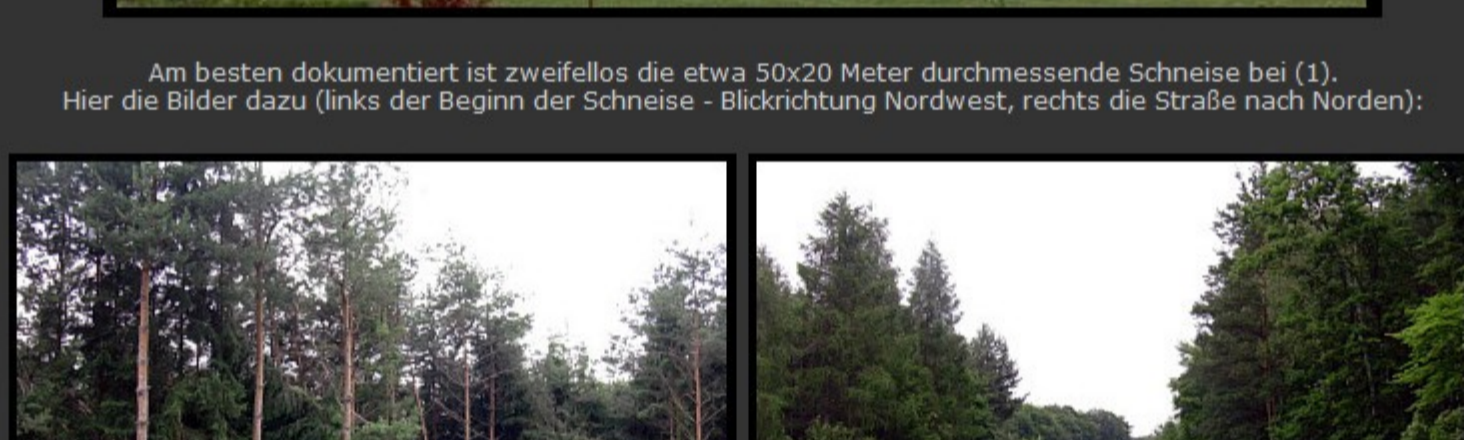 Am besten dokumentiert ist zweifellos die etwa 50x20 Meter durchmessende Schneise bei (1).
Hier die Bilder dazu (links der Beginn der Schneise - Blickrichtung Nordwest, rechts die Straße nach Norden):